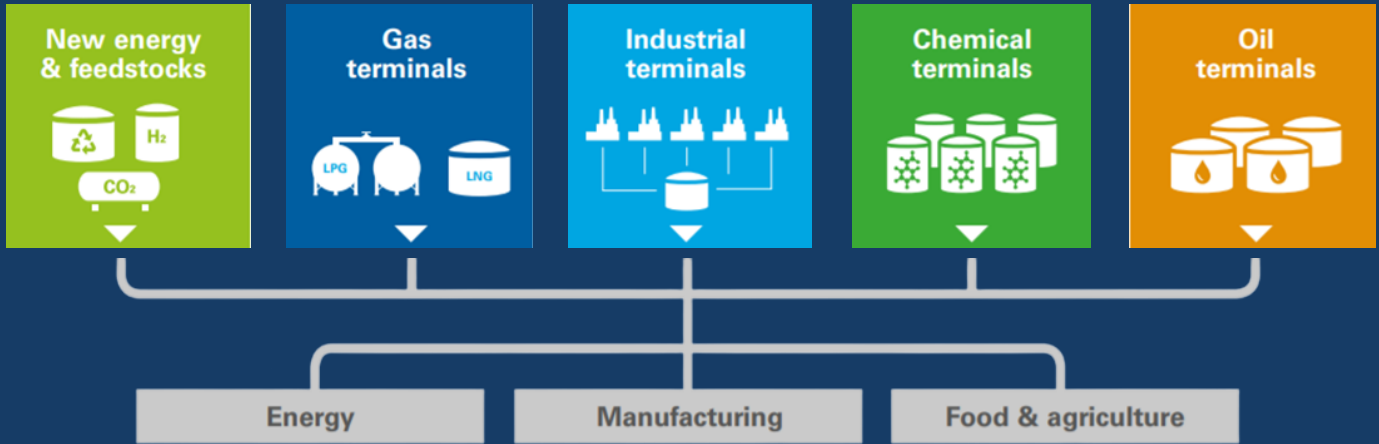 New energy
& feedstocks
H₂
CO₂
Gas
terminals
LPG
LNG
Industrial
terminals
Chemical
terminals
Oil
terminals
Energy
Manufacturing
Food & agriculture